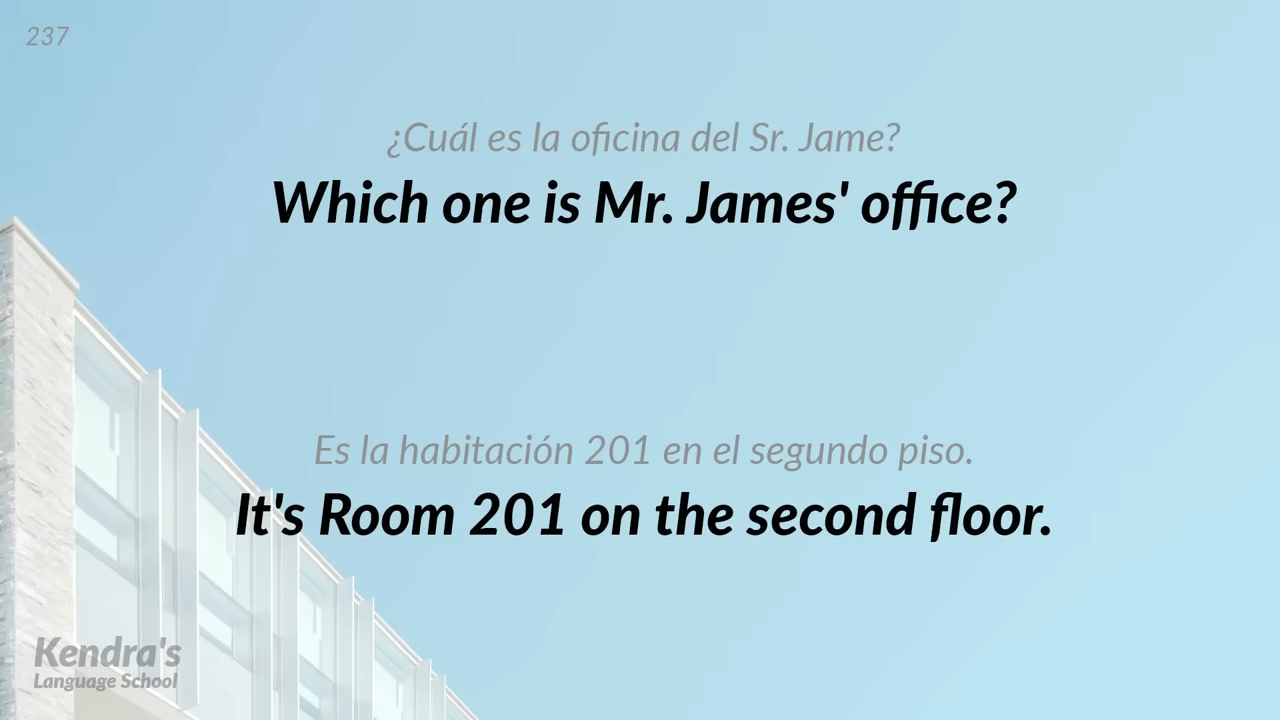 237
¿Cuál es la oficina del Sr. Jame?
Which one is Mr. James' office?
Es la habitación 201 en el segundo piso.
It's Room 201 on the second floor.
Kendra's
Language School